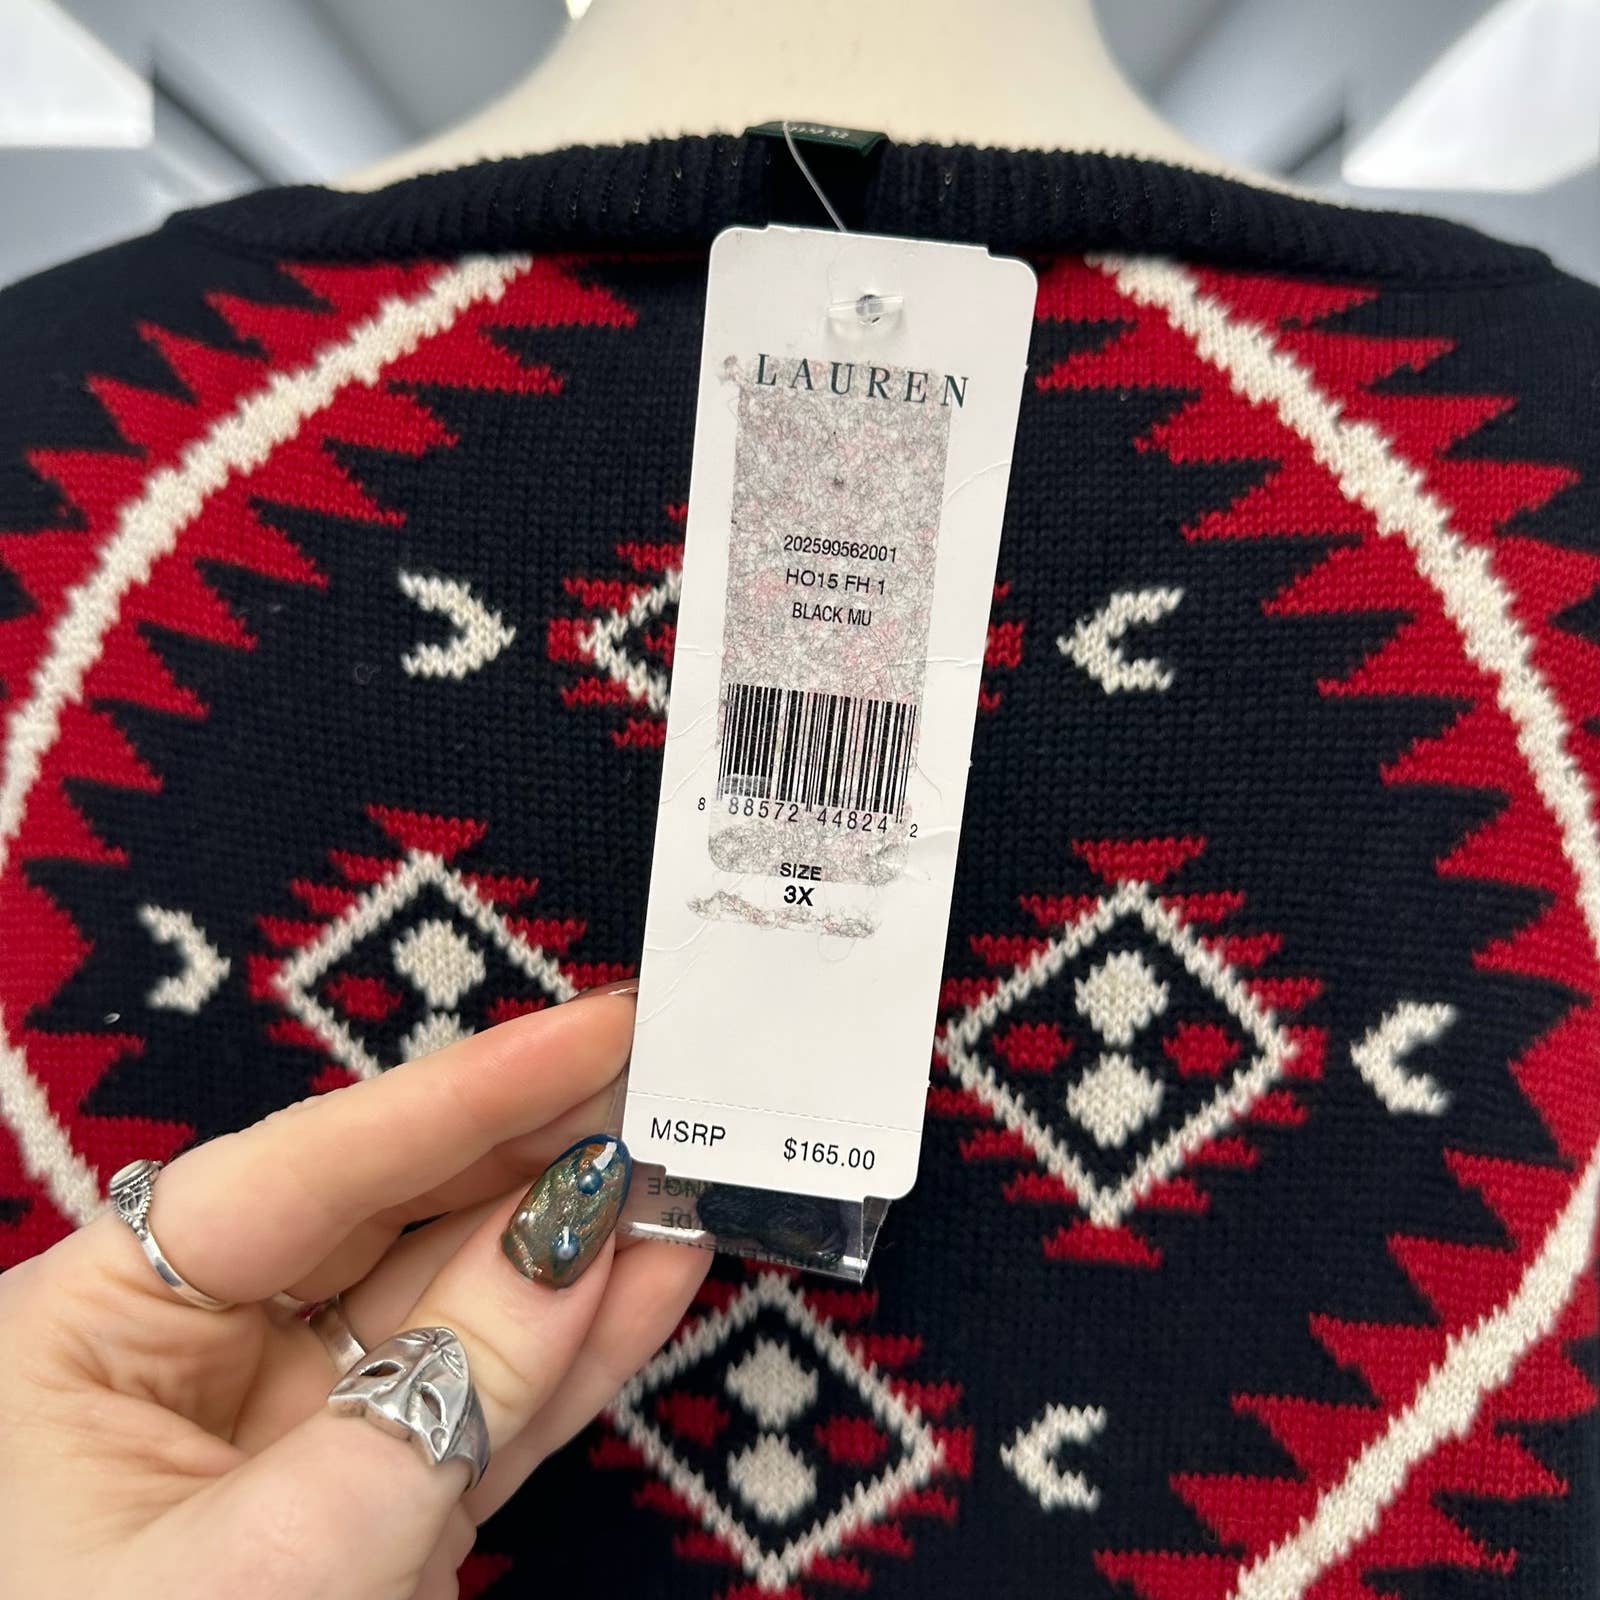 LAUREN
202599562001
HO15 FH 1
BLACK MU
8 88572 44824 2
SIZE
3X
MSRP $165.00